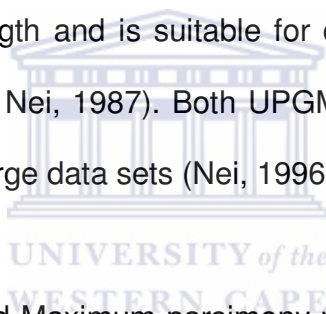 gth and is suitable for
Nei, 1987). Both UPGM
rge data sets (Nei, 1996
UNIVERSITY of the
WESTERN CAPE
d Maximum parsimony